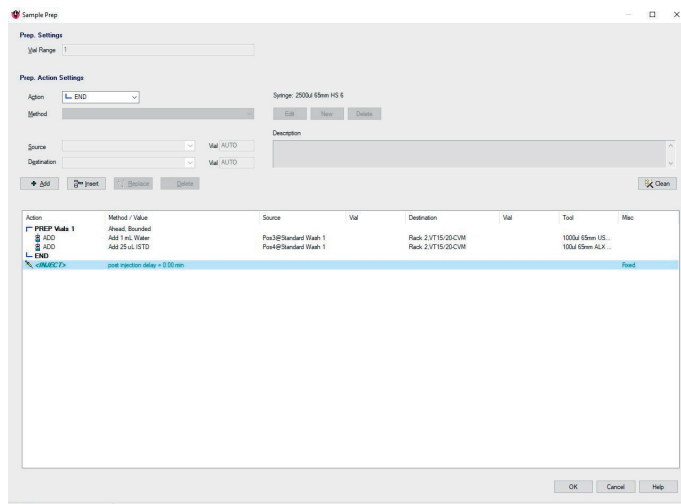 Sample Prep
Prep. Settings
Vial Range 1
Prep. Action Settings
Action END
Syringe: 2500ul 65mm HS 6
Method
Edit New Delete
Description
Source Vial AUTO
Destination Vial AUTO
Add Insert Replace Delete Clean
Action Method / Value Source Vial Destination Vial Tool Misc
PREP Vials 1 Ahead, Bounded
ADD Add 1 mL Water Pos3@Standard Wash 1 Rack 2,VT15/20-CVM 1000ul 65mm US...
ADD Add 25 uL ISTD Pos4@Standard Wash 1 Rack 2,VT15/20-CVM 100ul 65mm ALX ...
END
<INJECT> post injection delay = 0.00 min Fixed
OK Cancel Help